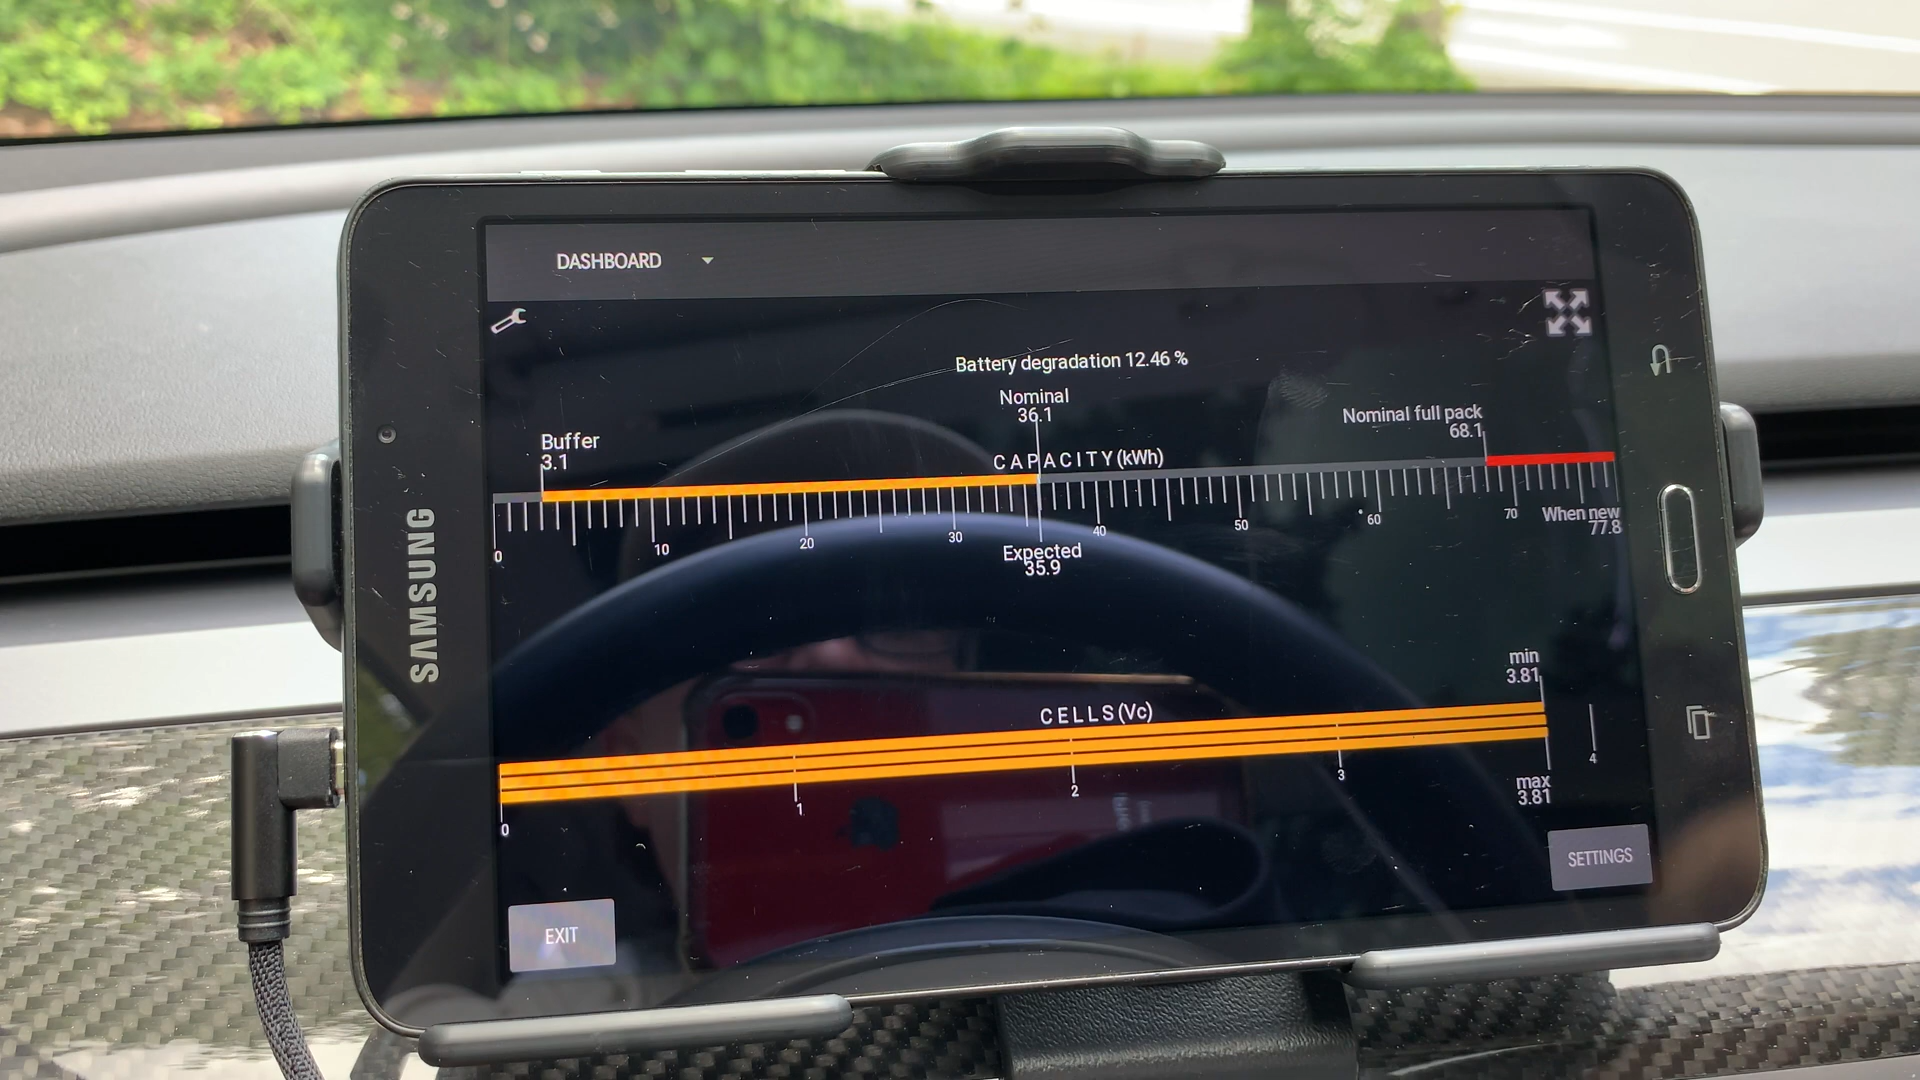 DASHBOARD
Battery degradation 12.46 %
Nominal
36.1
Nominal full pack
68.1
Buffer
3.1
CAPACITY(kWh)
0
10
20
30
40
50
60
70
When new
77.8
Expected
35.9
SAMSUNG
min
3.81
CELLS(Vc)
0
1
2
3
4
max
3.81
SETTINGS
EXIT